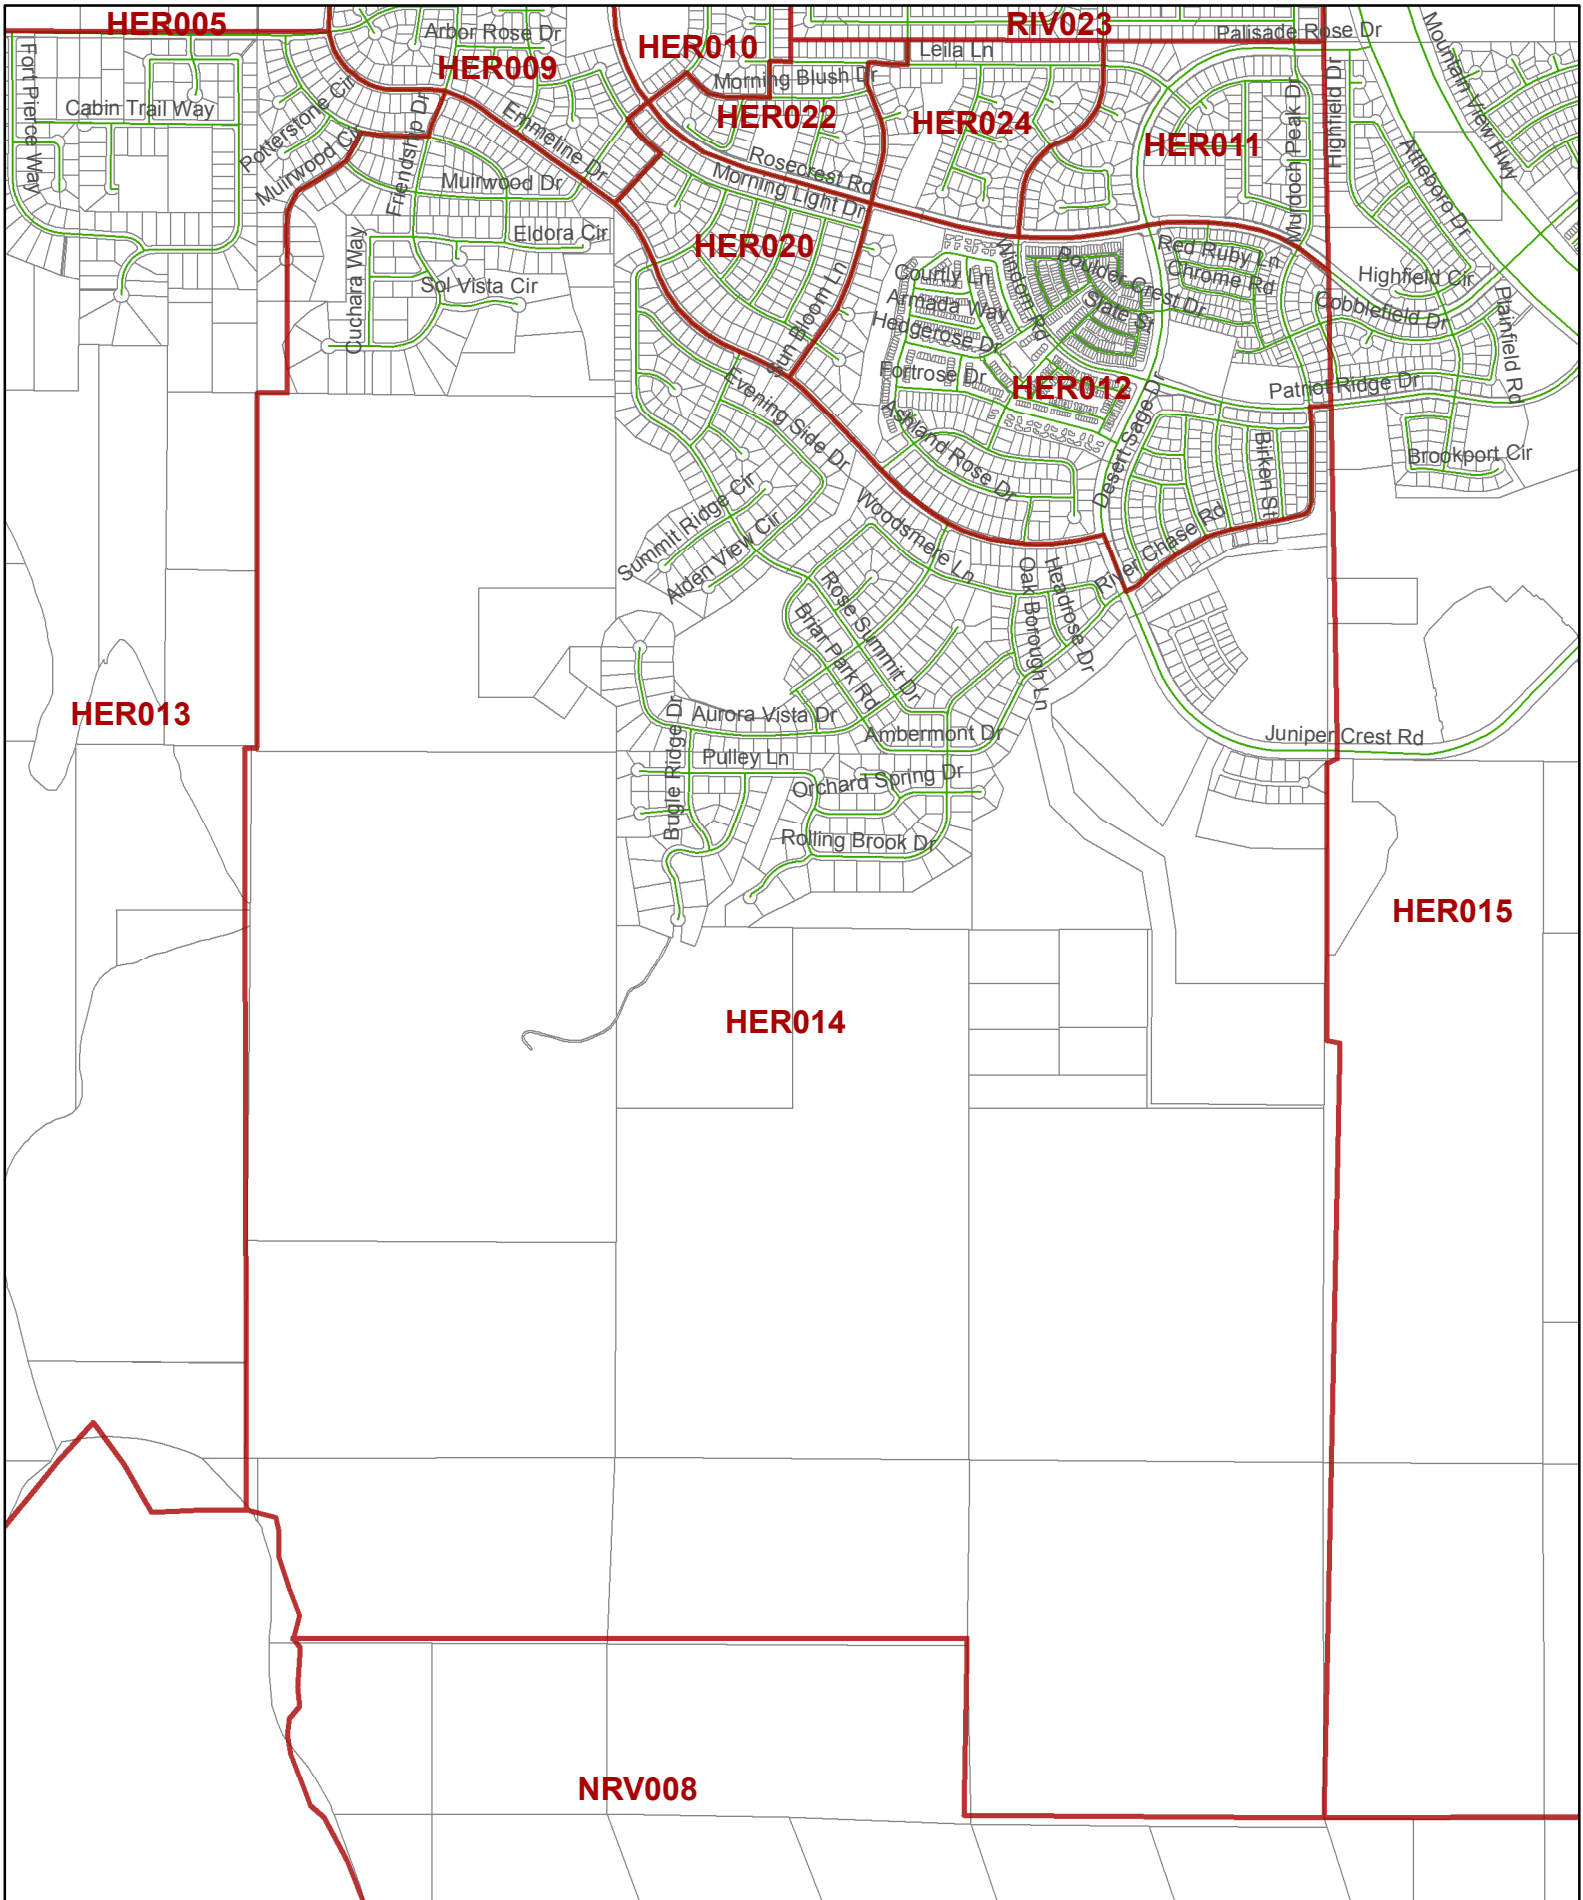 HER005
RIV023
Arbor Rose Dr
Palisade Rose Dr
Mountain View Hwy
HER010
Leila Ln
Fort Pierce Way
HER009
Morning Blush Dr
Highfield Dr
Cabin Trail Way
Potterstone Cir
Friendship Dr
Emmeline Dr
HER022
HER024
HER011
Murdoch Peak Dr
Attleboro Dr
Muirwood Cir
Muirwood Dr
Rosecrest Rd
Morning Light Dr
Eldora Cir
HER020
Windom Rd
Red Ruby Ln
Chrome Rd
Highfield Cir
Cuchara Way
Sol Vista Cir
Sun Bloom Ln
Courtly Ln
Boulder Crest Dr
Armada Way
Slate St
Cobblefield Dr
Plainfield Rd
Hedgerose Dr
Fortrose Dr
HER012
Patriot Ridge Dr
Evening Side Dr
Ashland Rose Dr
Desert Sage Dr
Birken St
Brookport Cir
Summit Ridge Cir
Alden View Cir
Woodsmere Ln
River Chase Rd
Rose Summit Dr
Briar Park Rd
Oak Borough Ln
Headrose Dr
HER013
Aurora Vista Dr
Ambermont Dr
Juniper Crest Rd
Bugle Ridge Dr
Pulley Ln
Orchard Spring Dr
Rolling Brook Dr
HER015
HER014
NRV008